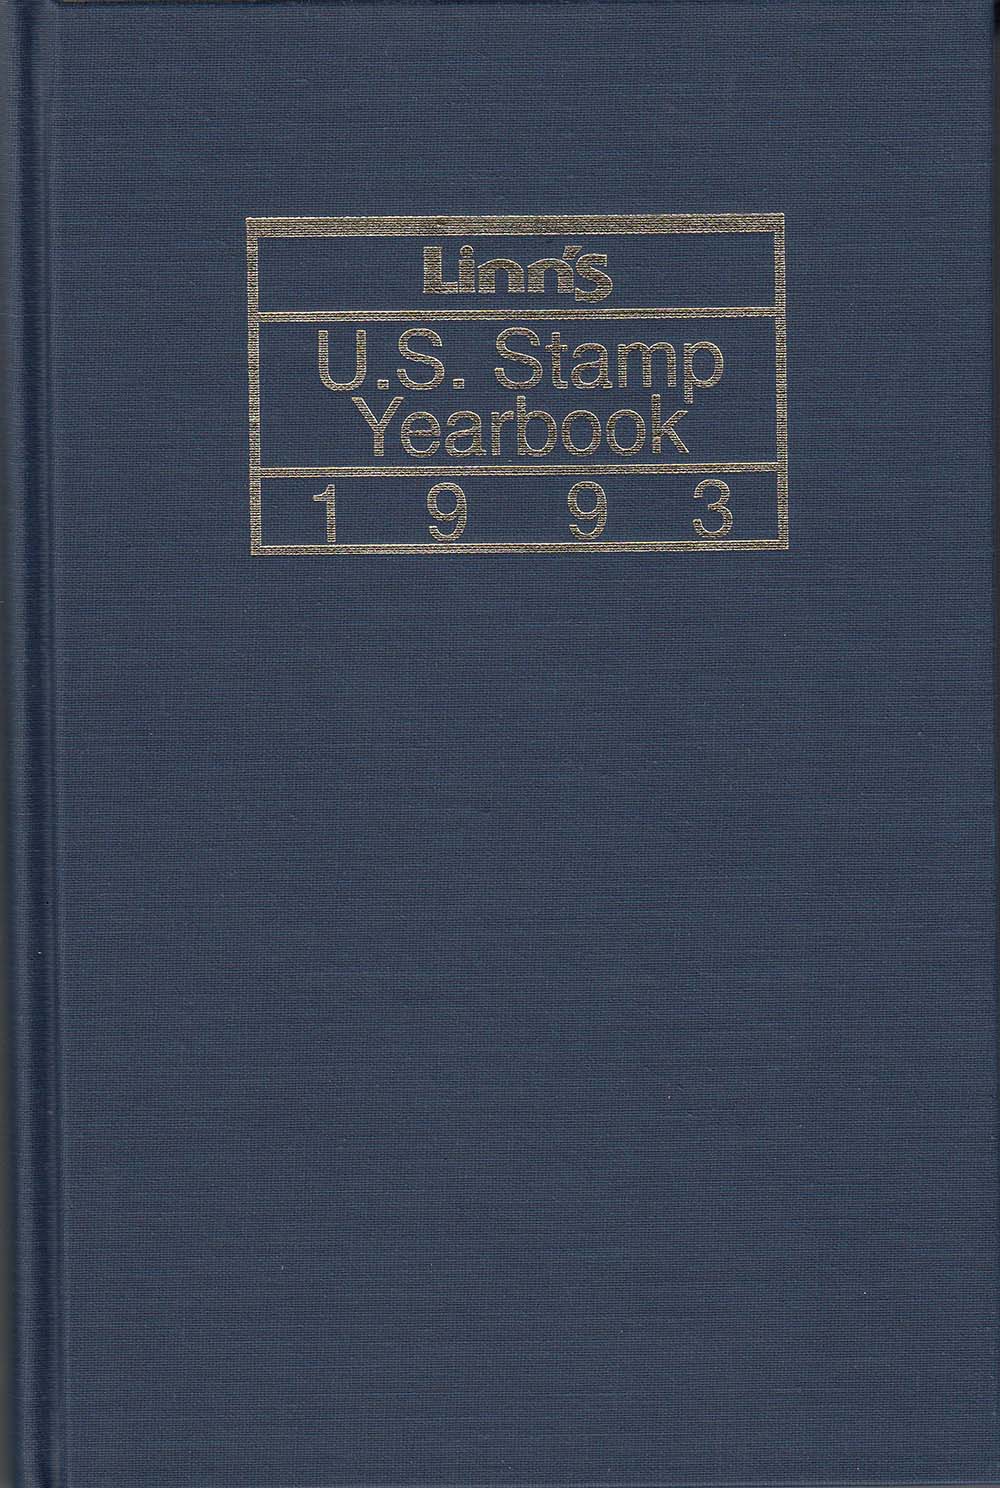 Linn's
U.S. Stamp
Yearbook
1 9 9 3